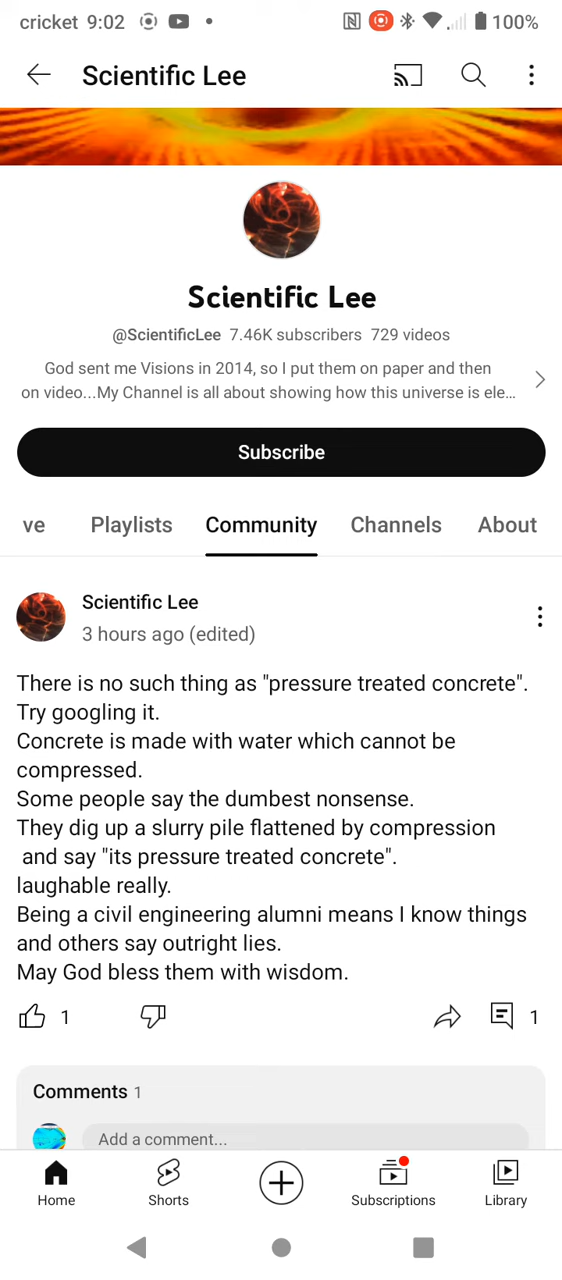 cricket 9:02 100%
Scientific Lee
Scientific Lee
@ScientificLee 7.46K subscribers 729 videos
God sent me Visions in 2014, so I put them on paper and then
on video...My Channel is all about showing how this universe is ele...
Subscribe
ve Playlists Community Channels About
Scientific Lee
3 hours ago (edited)
There is no such thing as "pressure treated concrete".
Try googling it.
Concrete is made with water which cannot be
compressed.
Some people say the dumbest nonsense.
They dig up a slurry pile flattened by compression
and say "its pressure treated concrete".
laughable really.
Being a civil engineering alumni means I know things
and others say outright lies.
May God bless them with wisdom.
1 1
Comments 1
Add a comment...
Home Shorts Subscriptions Library